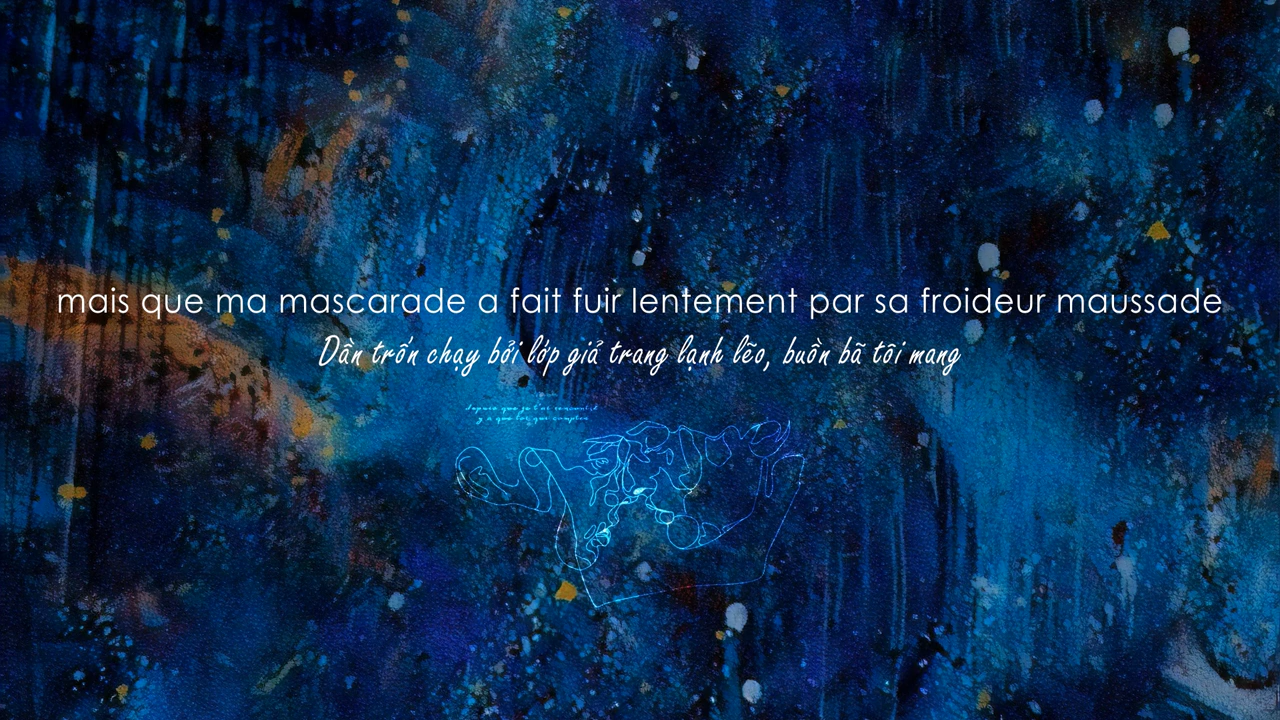 mais que ma mascarade a fait fuir lentement par sa froideur maussade
Dần trốn chạy bởi lớp giả trang lạnh lẽo, buồn bã tôi mang